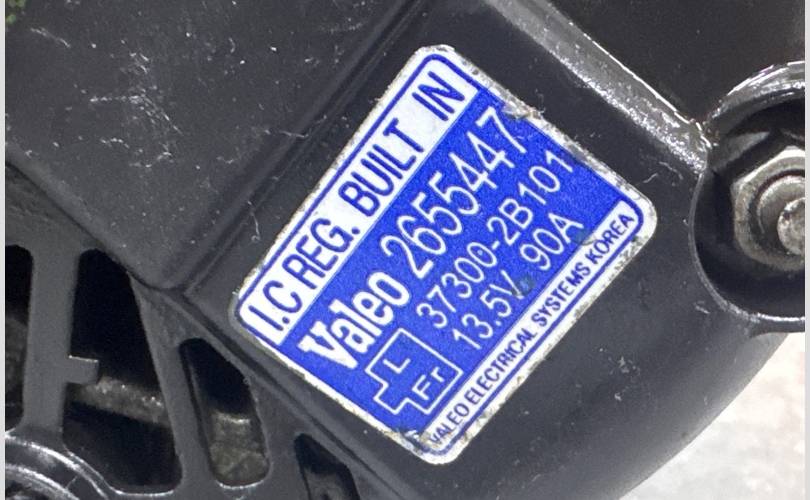 I.C REG. BUILT IN
Valeo 2655447
37300-2B101
13.5V 90A
L
Fr
VALEO ELECTRICAL SYSTEMS KOREA